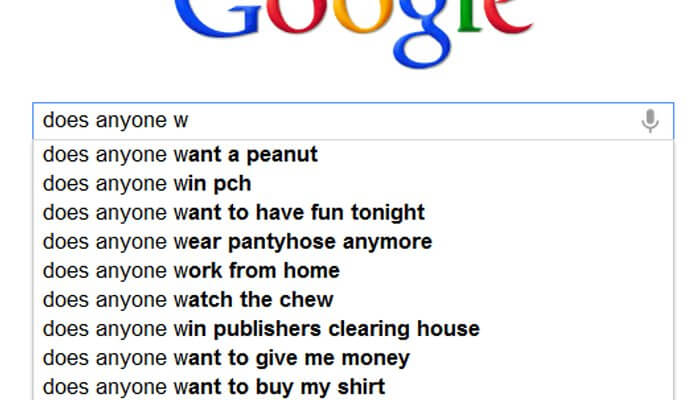 Google
does anyone w
does anyone want a peanut
does anyone win pch
does anyone want to have fun tonight
does anyone wear pantyhose anymore
does anyone work from home
does anyone watch the chew
does anyone win publishers clearing house
does anyone want to give me money
does anyone want to buy my shirt